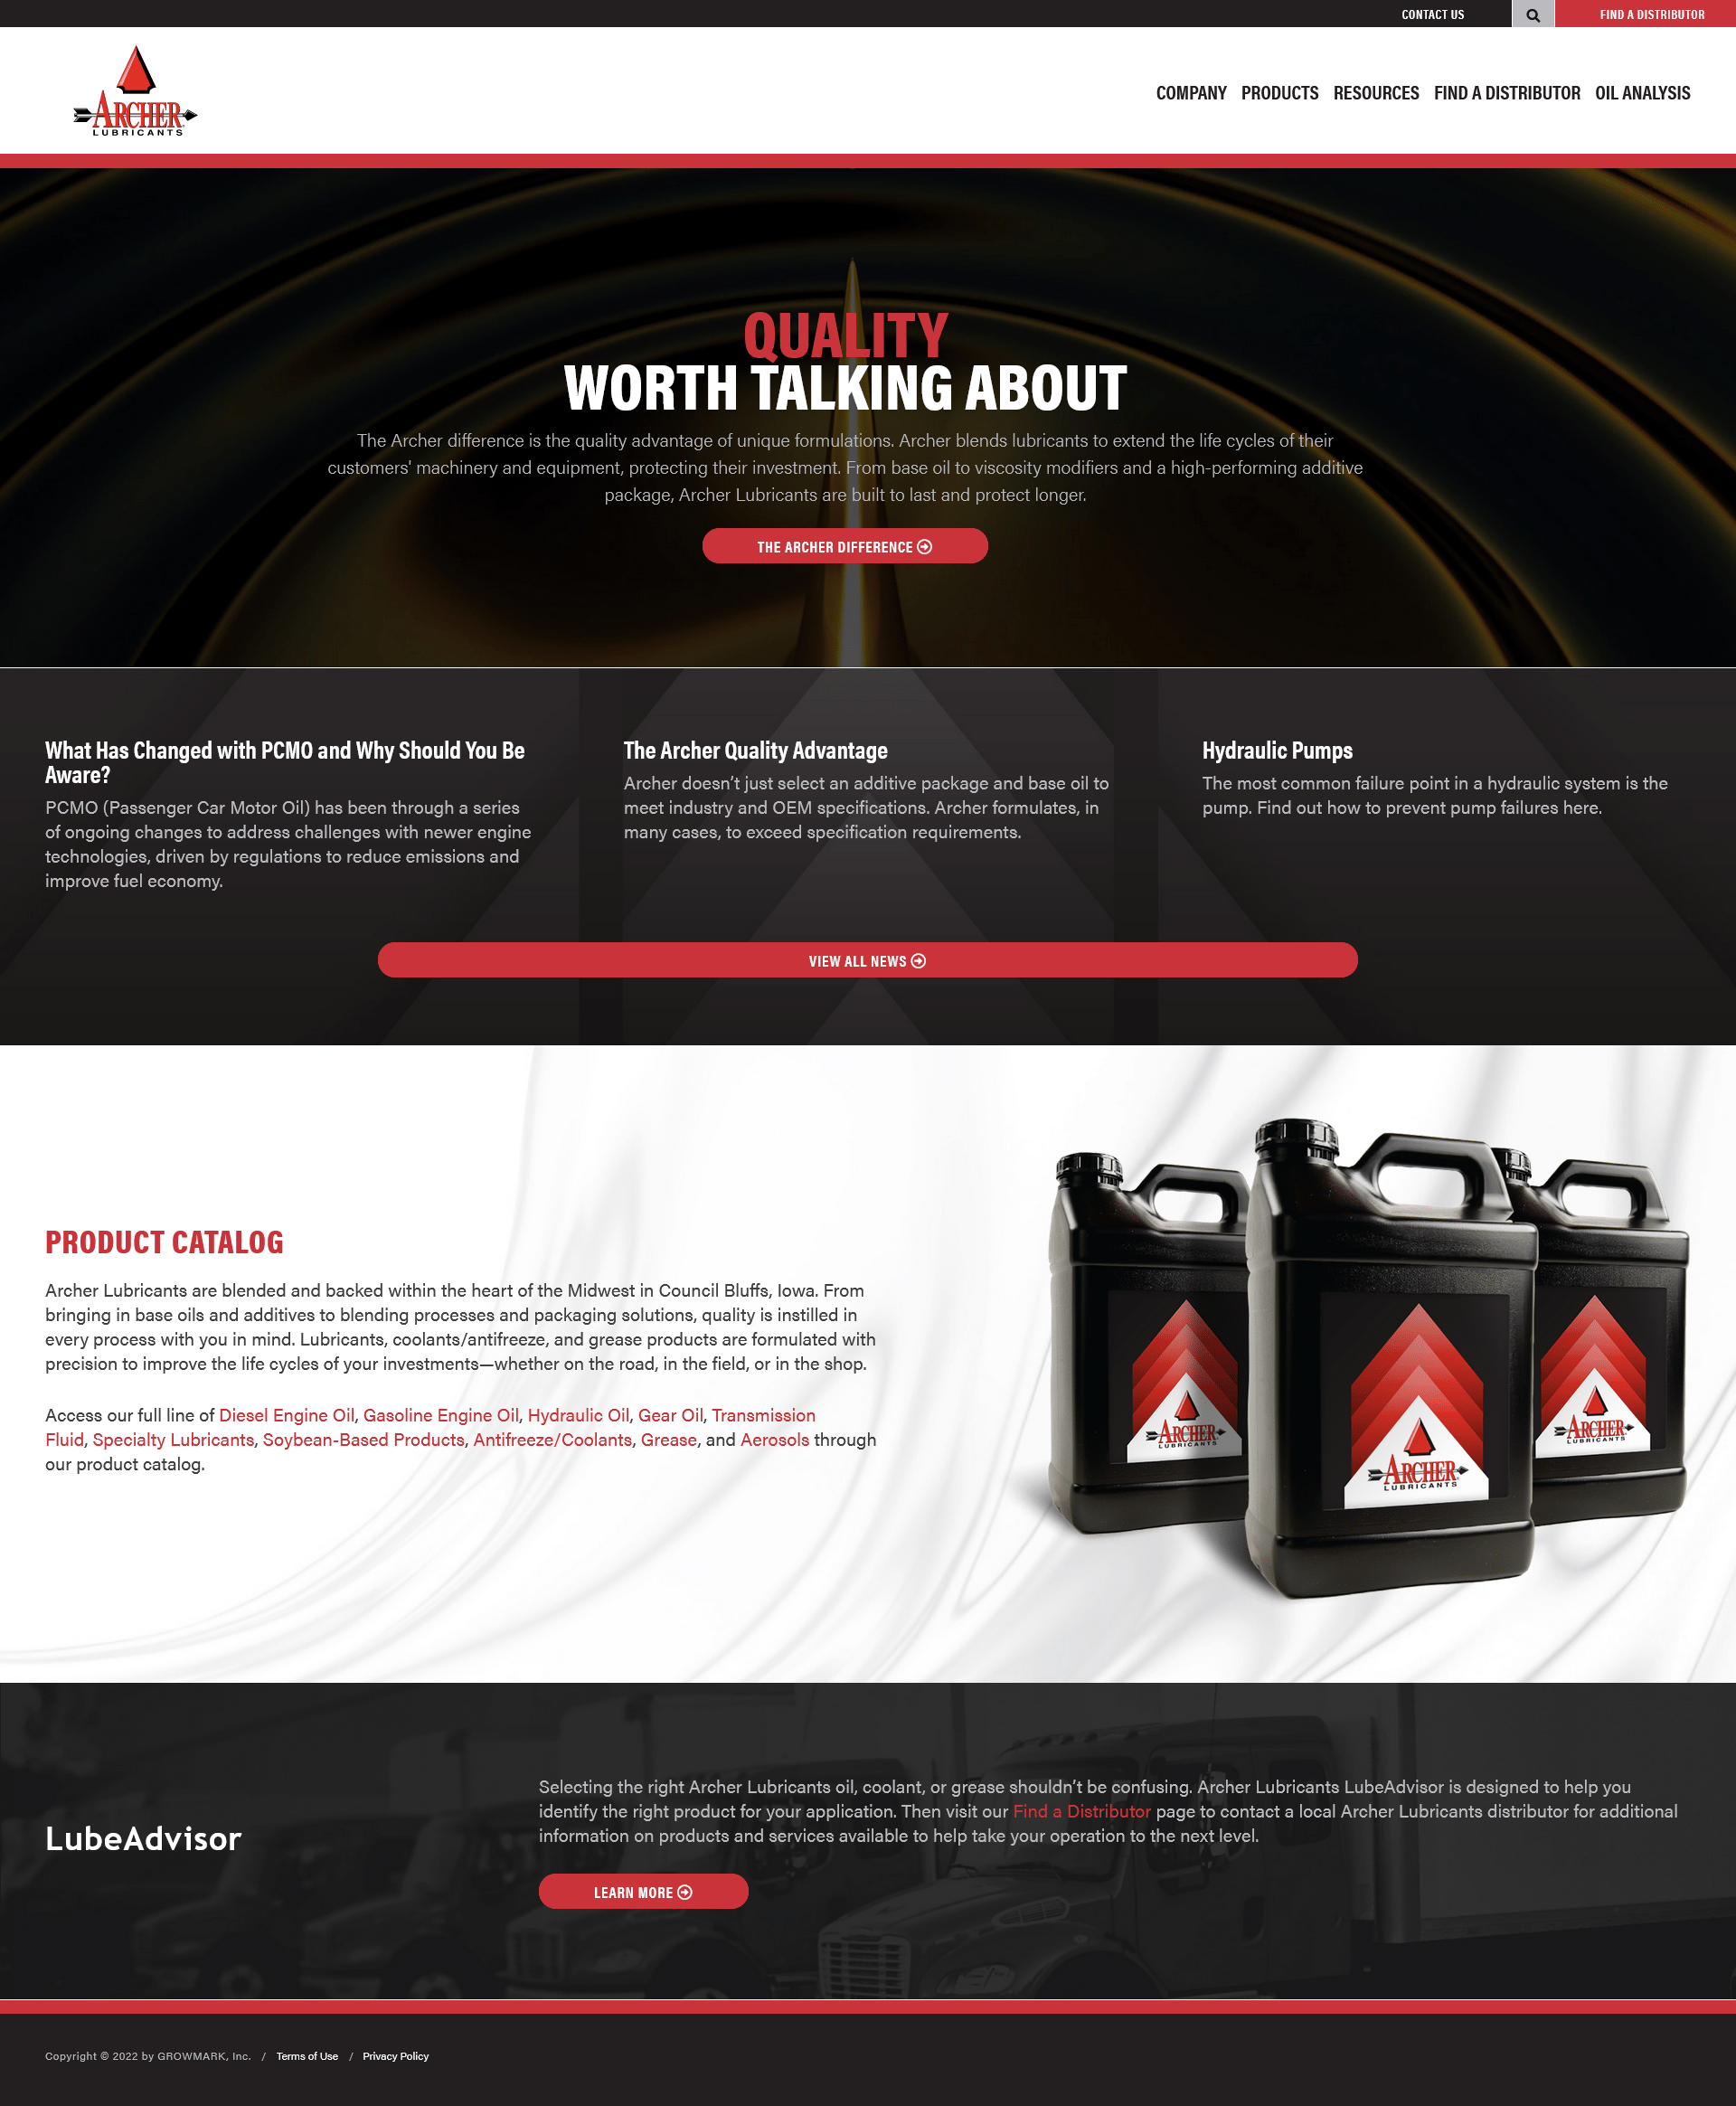 CONTACT US
FIND A DISTRIBUTOR
ARCHER
LUBRICANTS
COMPANY PRODUCTS RESOURCES FIND A DISTRIBUTOR OIL ANALYSIS
QUALITY
WORTH TALKING ABOUT
The Archer difference is the quality advantage of unique formulations. Archer blends lubricants to extend the life cycles of their
customers' machinery and equipment, protecting their investment. From base oil to viscosity modifiers and a high-performing additive
package, Archer Lubricants are built to last and protect longer.
THE ARCHER DIFFERENCE
What Has Changed with PCMO and Why Should You Be
Aware?
PCMO (Passenger Car Motor Oil) has been through a series
of ongoing changes to address challenges with newer engine
technologies, driven by regulations to reduce emissions and
improve fuel economy.
The Archer Quality Advantage
Archer doesn’t just select an additive package and base oil to
meet industry and OEM specifications. Archer formulates, in
many cases, to exceed specification requirements.
Hydraulic Pumps
The most common failure point in a hydraulic system is the
pump. Find out how to prevent pump failures here.
VIEW ALL NEWS
PRODUCT CATALOG
Archer Lubricants are blended and backed within the heart of the Midwest in Council Bluffs, Iowa. From
bringing in base oils and additives to blending processes and packaging solutions, quality is instilled in
every process with you in mind. Lubricants, coolants/antifreeze, and grease products are formulated with
precision to improve the life cycles of your investments—whether on the road, in the field, or in the shop.
Access our full line of Diesel Engine Oil, Gasoline Engine Oil, Hydraulic Oil, Gear Oil, Transmission
Fluid, Specialty Lubricants, Soybean-Based Products, Antifreeze/Coolants, Grease, and Aerosols through
our product catalog.
ARCHER
LUBRICANTS
ARCHER
LUBRICANTS
ARCHER
LUBRICANTS
LubeAdvisor
Selecting the right Archer Lubricants oil, coolant, or grease shouldn’t be confusing. Archer Lubricants LubeAdvisor is designed to help you
identify the right product for your application. Then visit our Find a Distributor page to contact a local Archer Lubricants distributor for additional
information on products and services available to help take your operation to the next level.
LEARN MORE
Copyright © 2022 by GROWMARK, Inc. / Terms of Use / Privacy Policy